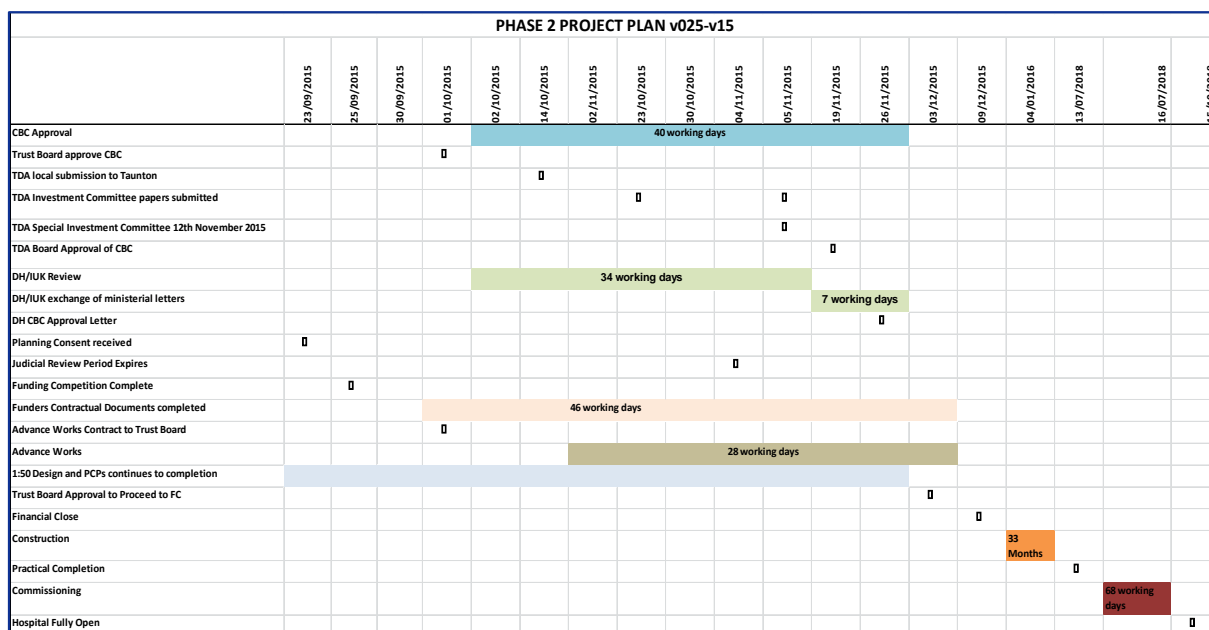 PHASE 2 PROJECT PLAN v025-v15
23/09/2015
25/09/2015
30/09/2015
01/10/2015
02/10/2015
14/10/2015
02/11/2015
23/10/2015
30/10/2015
04/11/2015
05/11/2015
19/11/2015
26/11/2015
03/12/2015
09/12/2015
04/01/2016
13/07/2018
16/07/2018
CBC Approval
40 working days
Trust Board approve CBC
TDA local submission to Taunton
TDA Investment Committee papers submitted
TDA Special Investment Committee 12th November 2015
TDA Board Approval of CBC
DH/IUK Review
34 working days
DH/IUK exchange of ministerial letters
7 working days
DH CBC Approval Letter
Planning Consent received
Judicial Review Period Expires
Funding Competition Complete
Funders Contractual Documents completed
46 working days
Advance Works Contract to Trust Board
Advance Works
28 working days
1:50 Design and PCPs continues to completion
Trust Board Approval to Proceed to FC
Financial Close
Construction
33
Months
Practical Completion
Commissioning
68 working
days
Hospital Fully Open